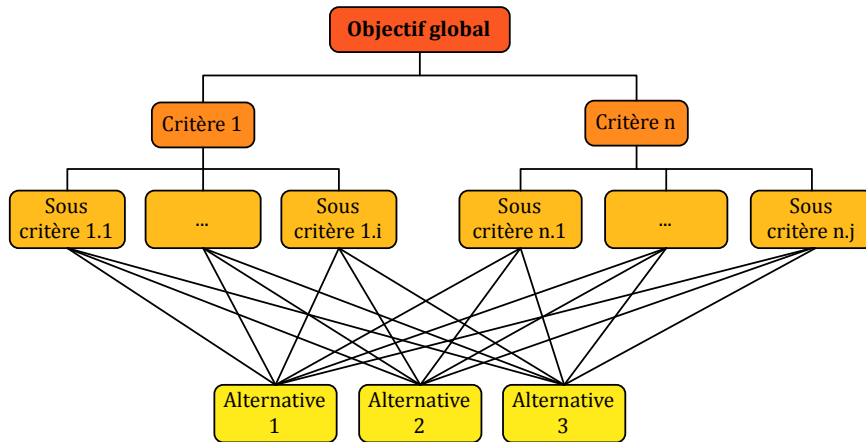 Objectif global
Critère 1
Critère n
Sous
critère 1.1
...
Sous
critère 1.i
Sous
critère n.1
...
Sous
critère n.j
Alternative
1
Alternative
2
Alternative
3